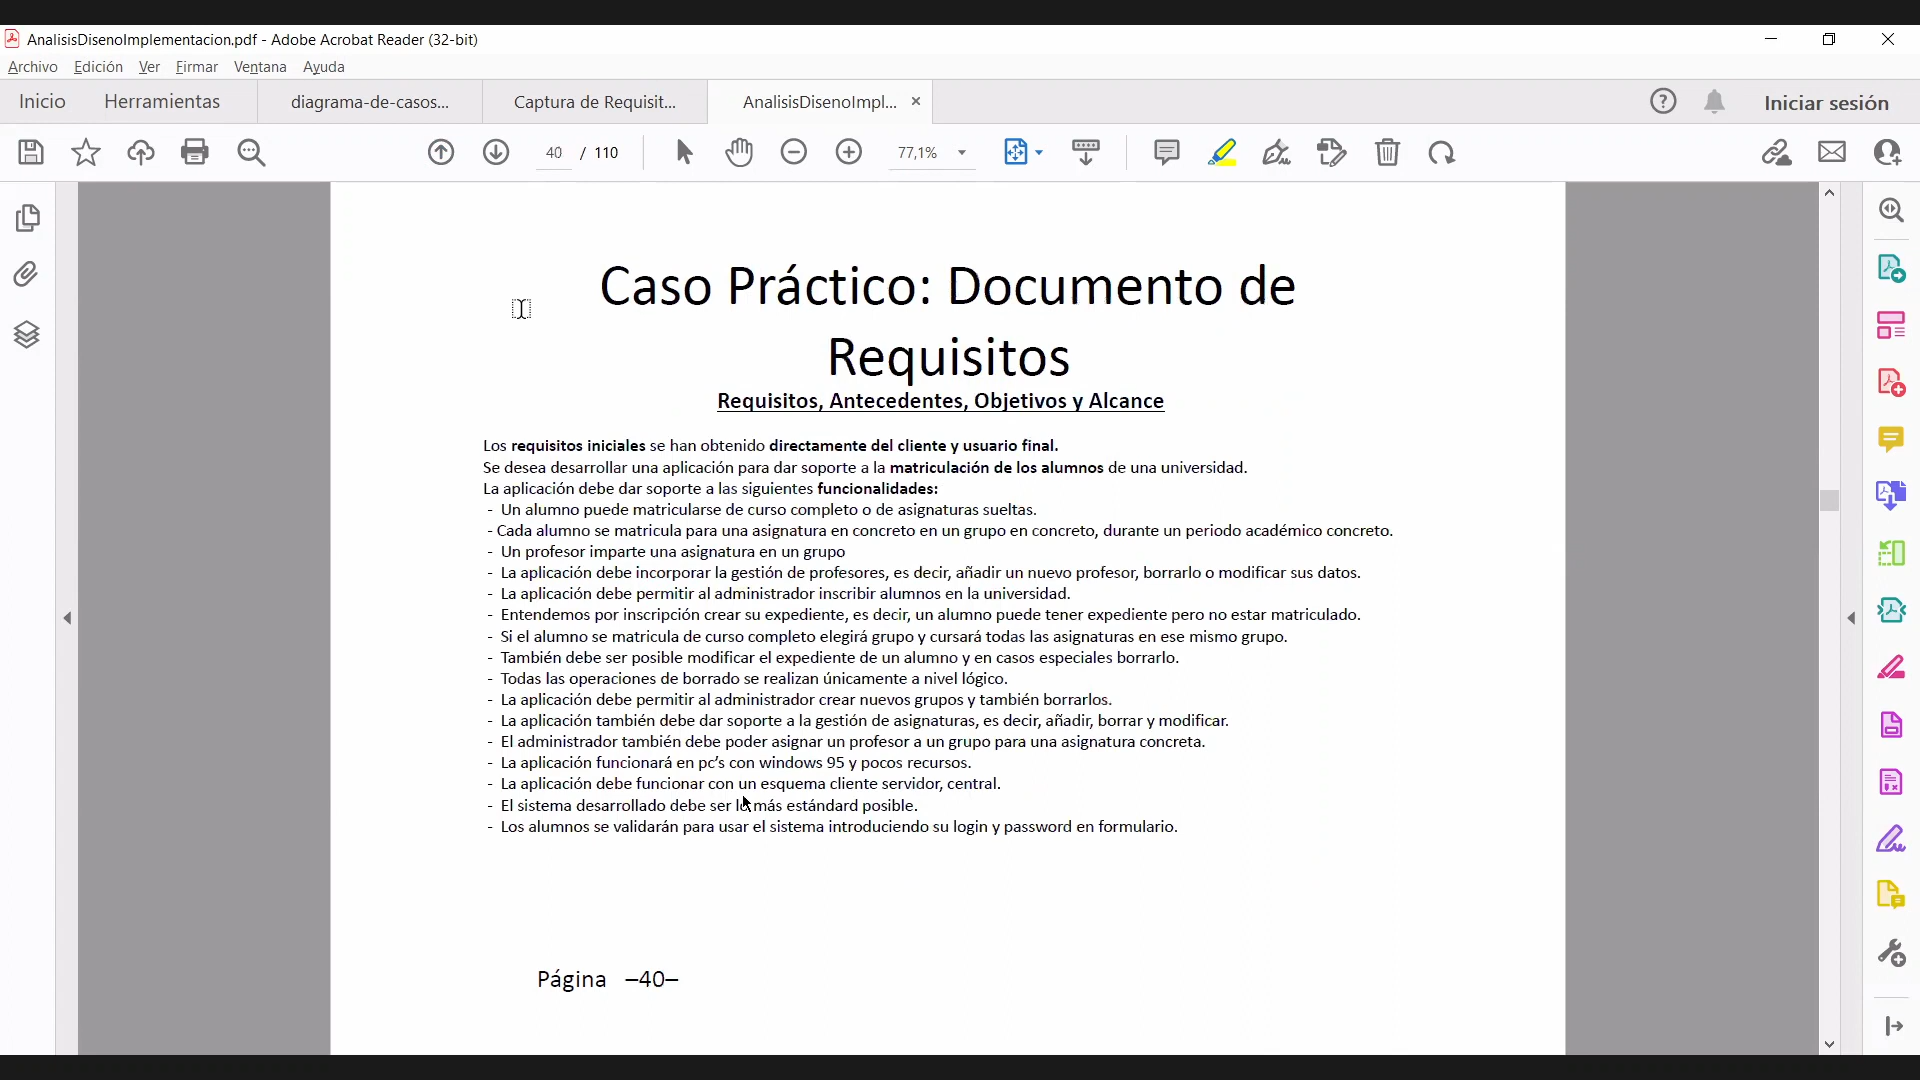 AnalisisDisenoImplementacion.pdf - Adobe Acrobat Reader (32-bit)
Archivo Edición Ver Firmar Ventana Ayuda
Inicio Herramientas diagrama-de-casos... Captura de Requisit... AnalisisDisenoImpl... Iniciar sesión
40 / 110 77,1%
Caso Práctico: Documento de
Requisitos
Requisitos, Antecedentes, Objetivos y Alcance
Los requisitos iniciales se han obtenido directamente del cliente y usuario final.
Se desea desarrollar una aplicación para dar soporte a la matriculación de los alumnos de una universidad.
La aplicación debe dar soporte a las siguientes funcionalidades:
- Un alumno puede matricularse de curso completo o de asignaturas sueltas.
- Cada alumno se matricula para una asignatura en concreto en un grupo en concreto, durante un periodo académico concreto.
- Un profesor imparte una asignatura en un grupo
- La aplicación debe incorporar la gestión de profesores, es decir, añadir un nuevo profesor, borrarlo o modificar sus datos.
- La aplicación debe permitir al administrador inscribir alumnos en la universidad.
- Entendemos por inscripción crear su expediente, es decir, un alumno puede tener expediente pero no estar matriculado.
- Si el alumno se matricula de curso completo elegirá grupo y cursará todas las asignaturas en ese mismo grupo.
- También debe ser posible modificar el expediente de un alumno y en casos especiales borrarlo.
- Todas las operaciones de borrado se realizan únicamente a nivel lógico.
- La aplicación debe permitir al administrador crear nuevos grupos y también borrarlos.
- La aplicación también debe dar soporte a la gestión de asignaturas, es decir, añadir, borrar y modificar.
- El administrador también debe poder asignar un profesor a un grupo para una asignatura concreta.
- La aplicación funcionará en pc’s con windows 95 y pocos recursos.
- La aplicación debe funcionar con un esquema cliente servidor, central.
- El sistema desarrollado debe ser lo más estándard posible.
- Los alumnos se validarán para usar el sistema introduciendo su login y password en formulario.
Página –40–